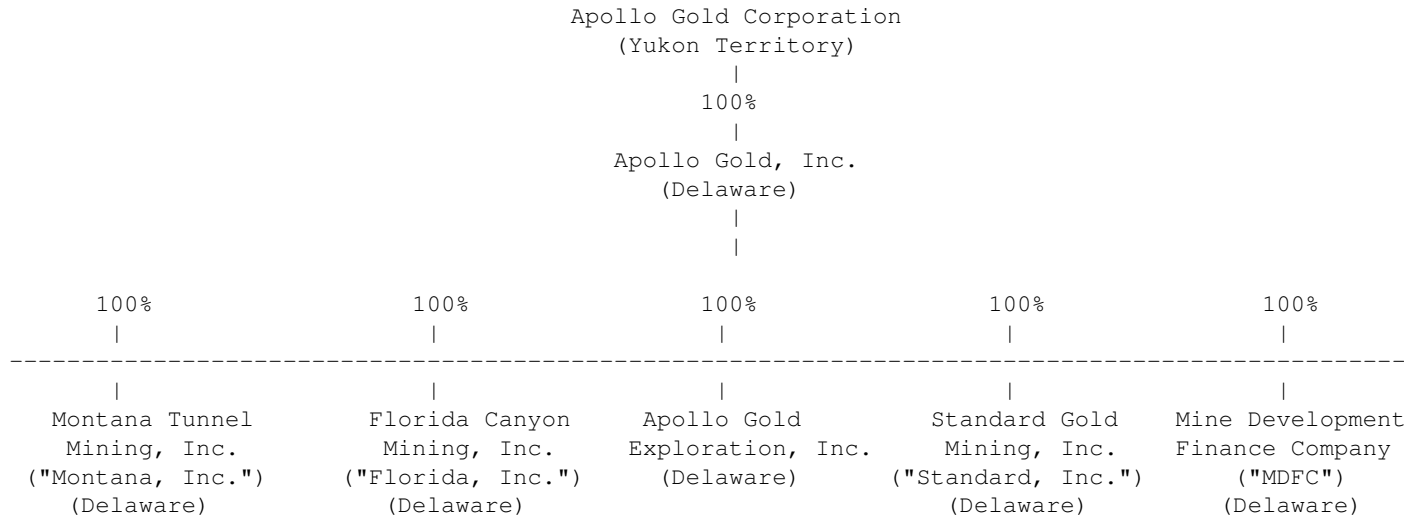 Apollo Gold Corporation
(Yukon Territory)
|
100%
|
Apollo Gold, Inc.
(Delaware)
|
|
100% 100% 100% 100% 100%
| | | | |
-------------------------------------------------------------------------------------------------
| | | | |
Montana Tunnel Florida Canyon Apollo Gold Standard Gold Mine Development
Mining, Inc. Mining, Inc. Exploration, Inc. Mining, Inc. Finance Company
("Montana, Inc.") ("Florida, Inc.") (Delaware) ("Standard, Inc.") ("MDFC")
(Delaware) (Delaware) (Delaware) (Delaware)